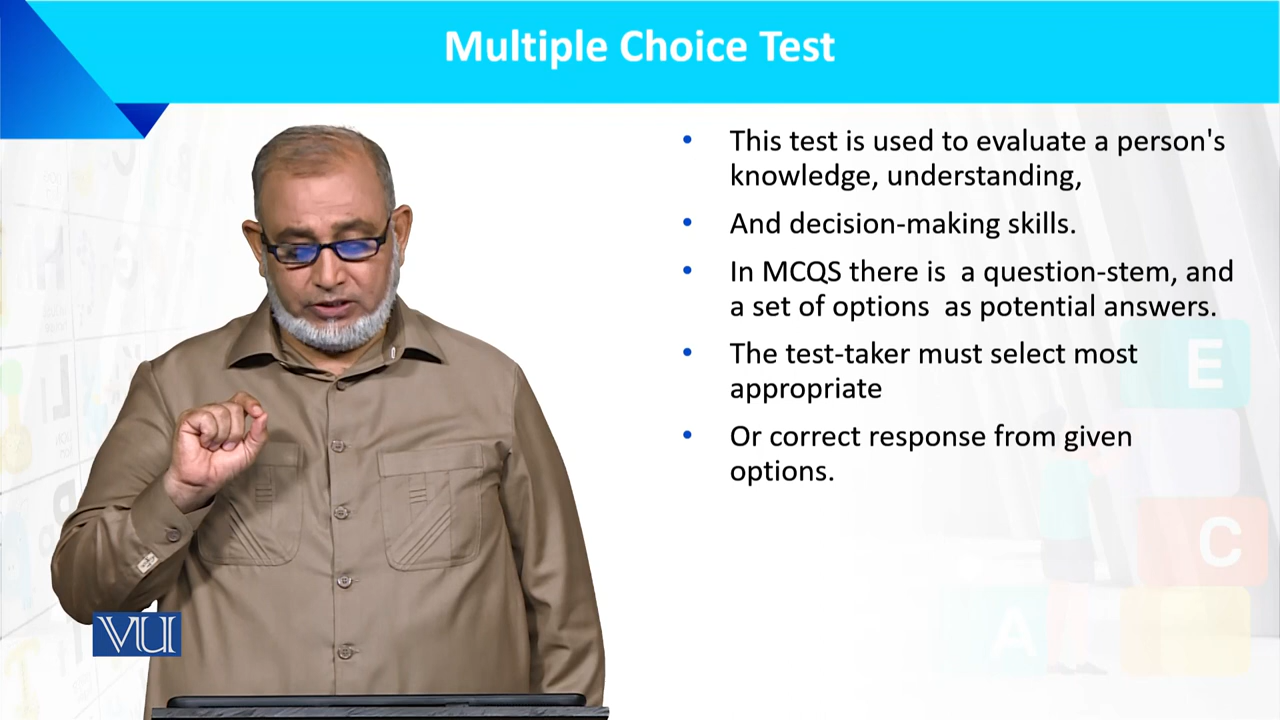 Multiple Choice Test
• This test is used to evaluate a person's
knowledge, understanding,
• And decision-making skills.
• In MCQS there is  a question-stem, and
a set of options  as potential answers.
• The test-taker must select most
appropriate
• Or correct response from given
options.
E
C
A
VU